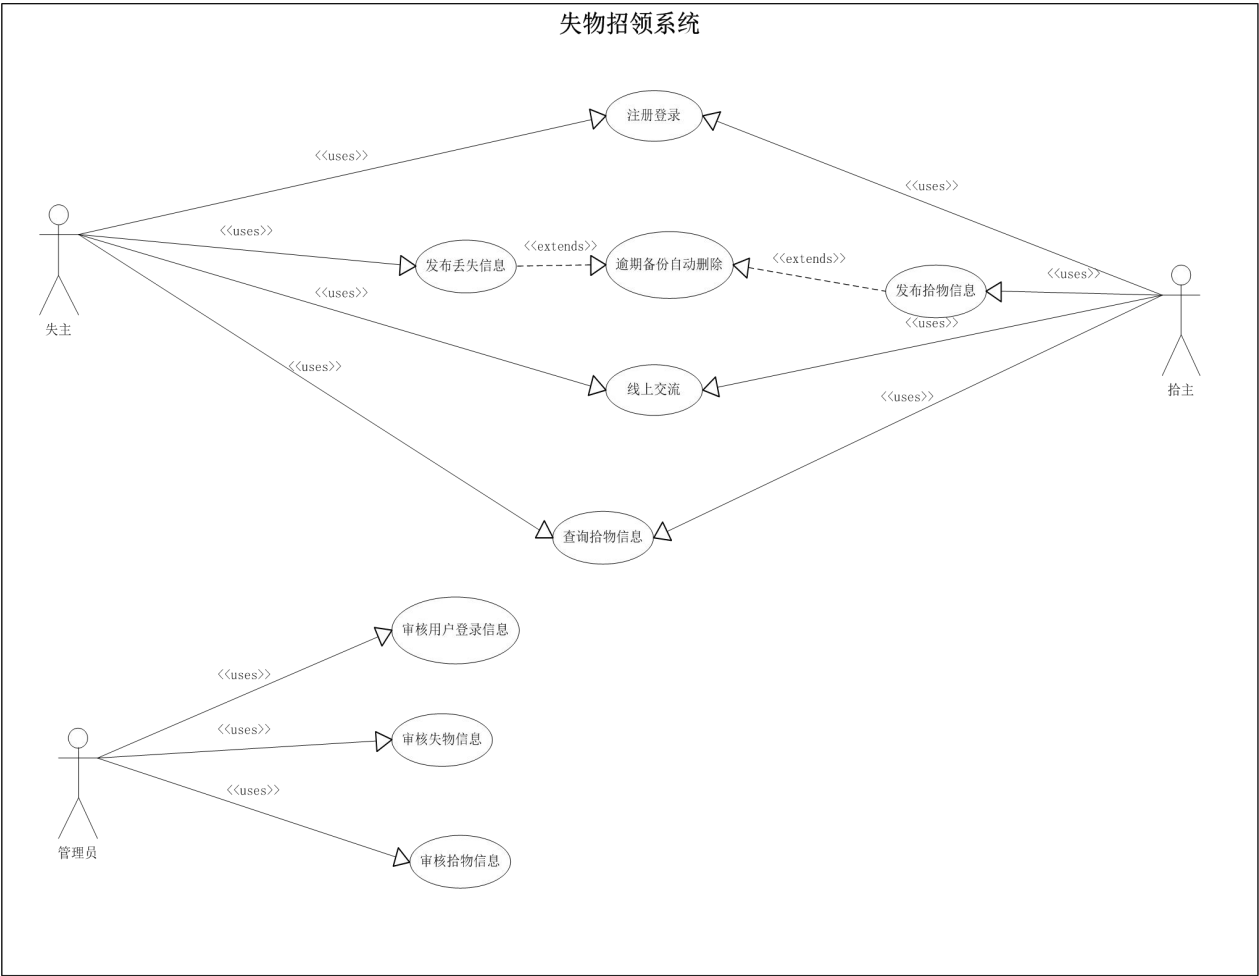 失物招领系统
注册登录
<<uses>>
<<uses>>
<<uses>>
<<extends>>
<<extends>>
<<uses>>
发布丢失信息
逾期备份自动删除
发布拾物信息
<<uses>>
<<uses>>
失主
<<uses>>
线上交流
拾主
<<uses>>
查询拾物信息
审核用户登录信息
<<uses>>
<<uses>>
审核失物信息
<<uses>>
管理员
审核拾物信息